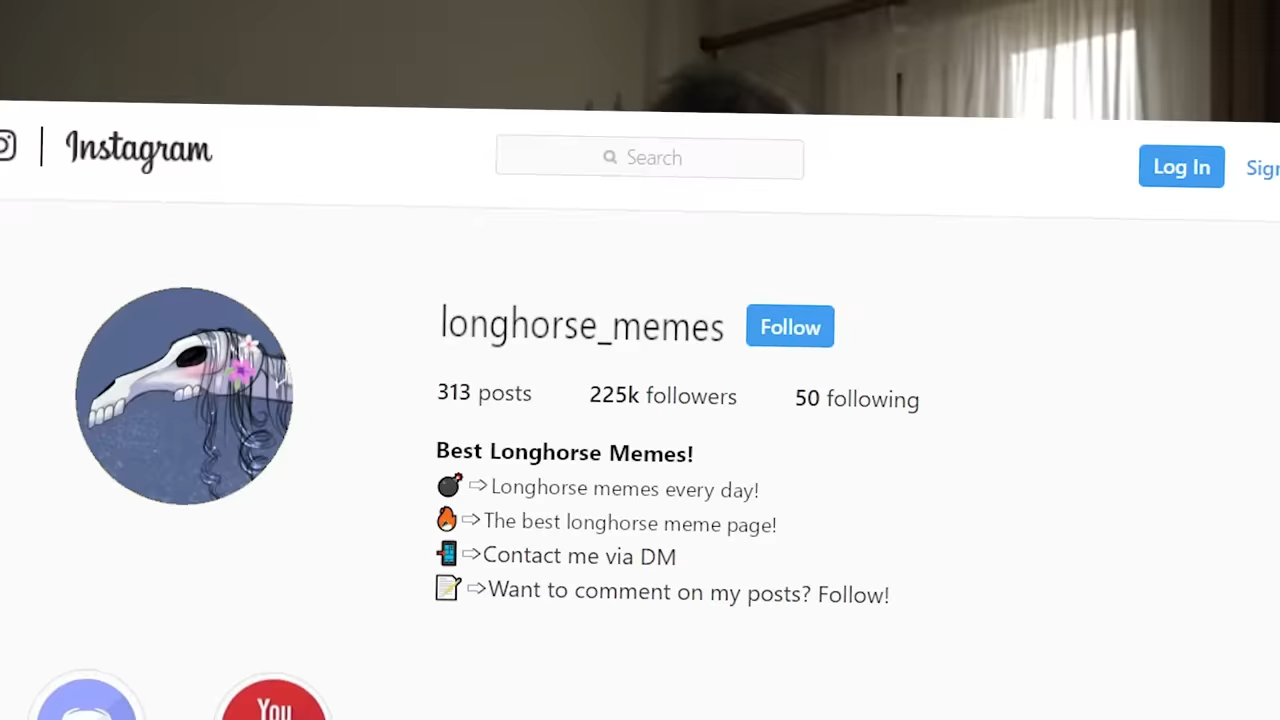 Instagram
Search
Log In
Sign
longhorse_memes
Follow
313 posts
225k followers
50 following
Best Longhorse Memes!
💣⇨Longhorse memes every day!
🔥⇨The best longhorse meme page!
📲⇨Contact me via DM
📝⇨Want to comment on my posts? Follow!
You